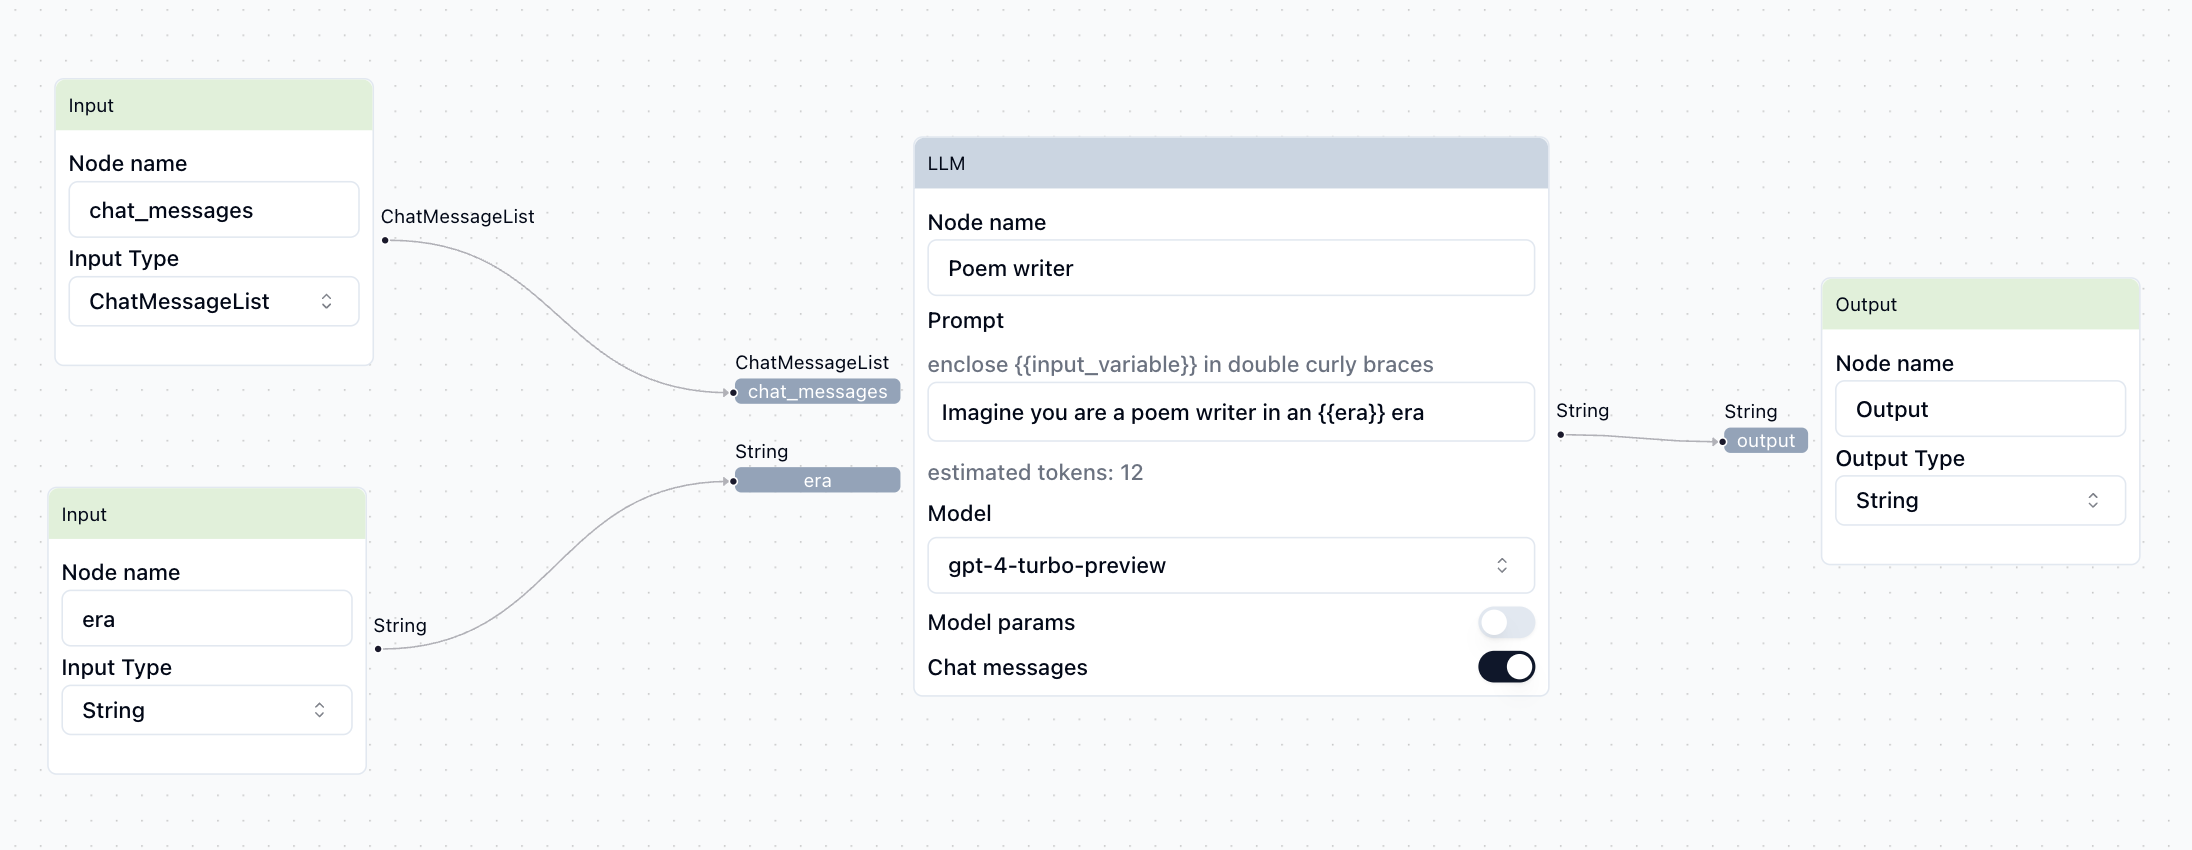 Input
Node name
chat_messages
Input Type
ChatMessageList
ChatMessageList
Input
Node name
era
Input Type
String
String
ChatMessageList
chat_messages
String
era
LLM
Node name
Poem writer
Prompt
enclose {{input_variable}} in double curly braces
Imagine you are a poem writer in an {{era}} era
estimated tokens: 12
Model
gpt-4-turbo-preview
Model params
Chat messages
String
String
output
Output
Node name
Output
Output Type
String